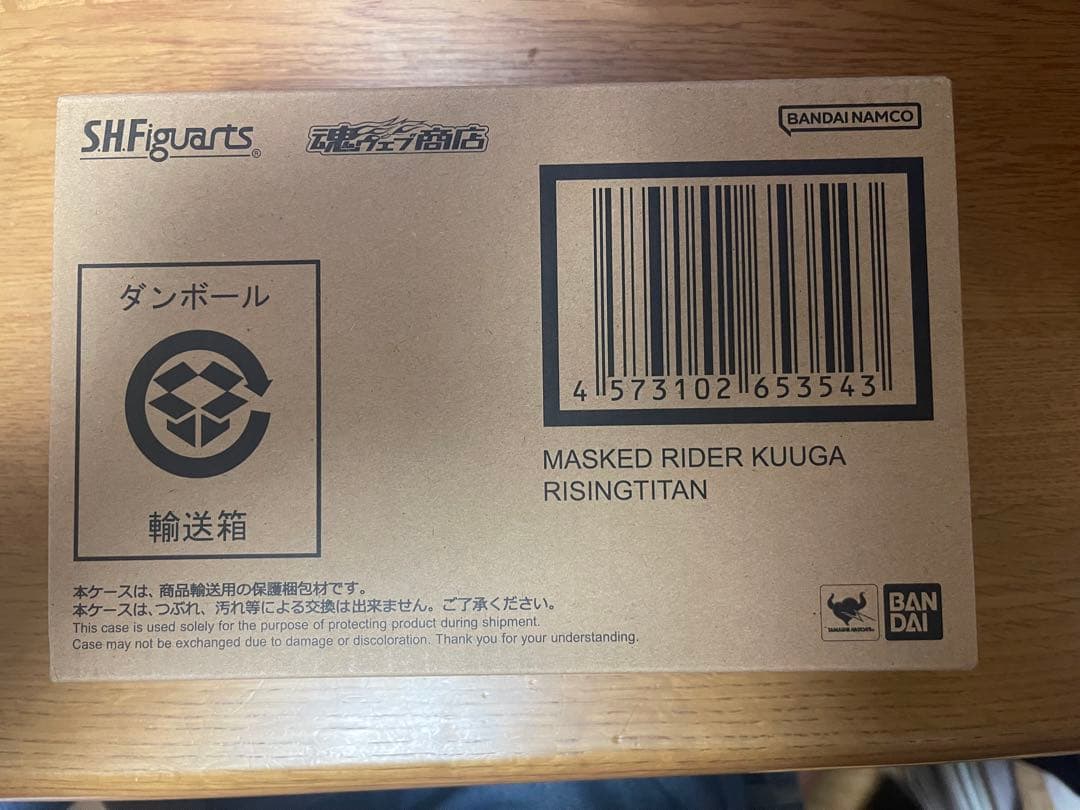 S.H.Figuarts®
魂ウェブ商店
BANDAI NAMCO
4 573102 653543
MASKED RIDER KUUGA
RISINGTITAN
ダンボール
輸送箱
本ケースは、商品輸送用の保護梱包材です。
本ケースは、つぶれ、汚れ等による交換は出来ません。ご了承ください。
This case is used solely for the purpose of protecting product during shipment.
Case may not be exchanged due to damage or discoloration. Thank you for your understanding.
TAMASHII NATIONS
BAN
DAI